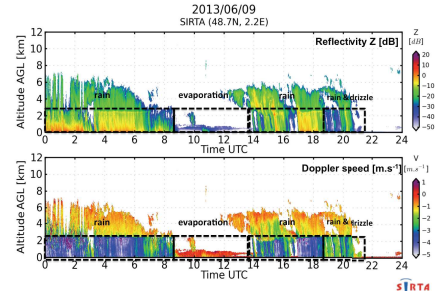 2013/06/09
SIRTA (48.7N, 2.2E)
Reflectivity Z [dB]
Z
[dB]
Altitude AGL [km]
12
10
8
6
4
2
0
rain
evaporation
rain
rain & drizzle
20
10
0
−10
−20
−30
−40
−50
0 2 4 6 8 10 12 14 16 18 20 22 24
Time UTC
Doppler speed [m.s⁻¹]
V
[m.s⁻¹]
Altitude AGL [km]
12
10
8
6
4
2
0
rain
evaporation
rain
rain & drizzle
1
0
−1
−2
−3
−4
−5
0 2 4 6 8 10 12 14 16 18 20 22 24
Time UTC
SIRTA